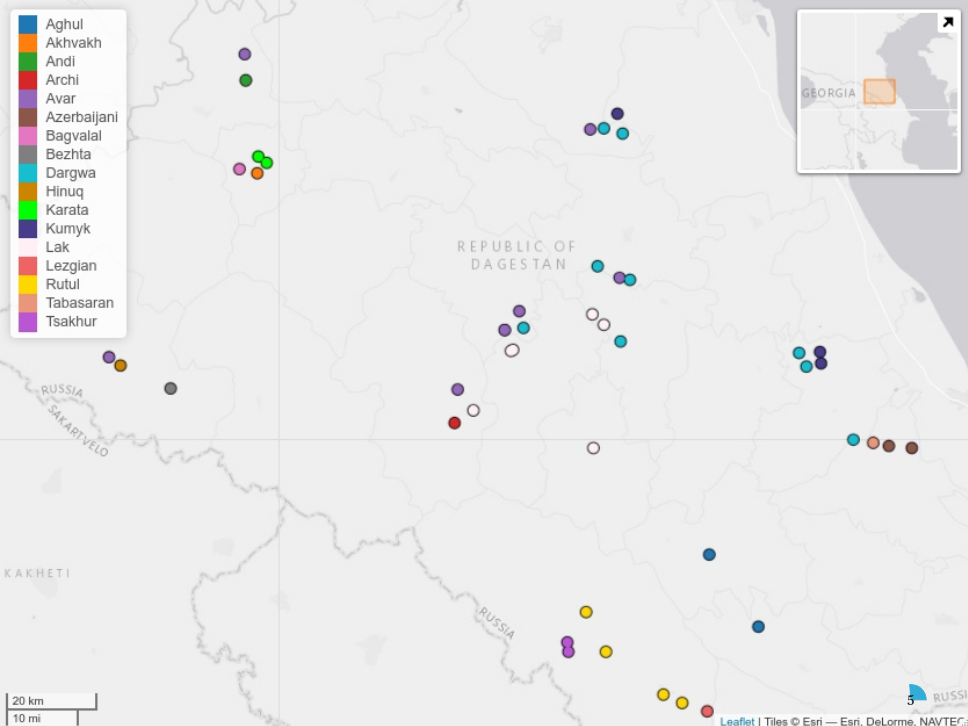 Aghul
Akhvakh
Andi
Archi
Avar
Azerbaijani
Bagvalal
Bezhta
Dargwa
Hinuq
Karata
Kumyk
Lak
Lezgian
Rutul
Tabasaran
Tsakhur
GEORGIA
REPUBLIC OF
DAGESTAN
RUSSIA
SAKARTVELO
KAKHETI
RUSSIA
5
RUSSI
20 km
10 mi
Leaflet | Tiles © Esri — Esri, DeLorme, NAVTEQ